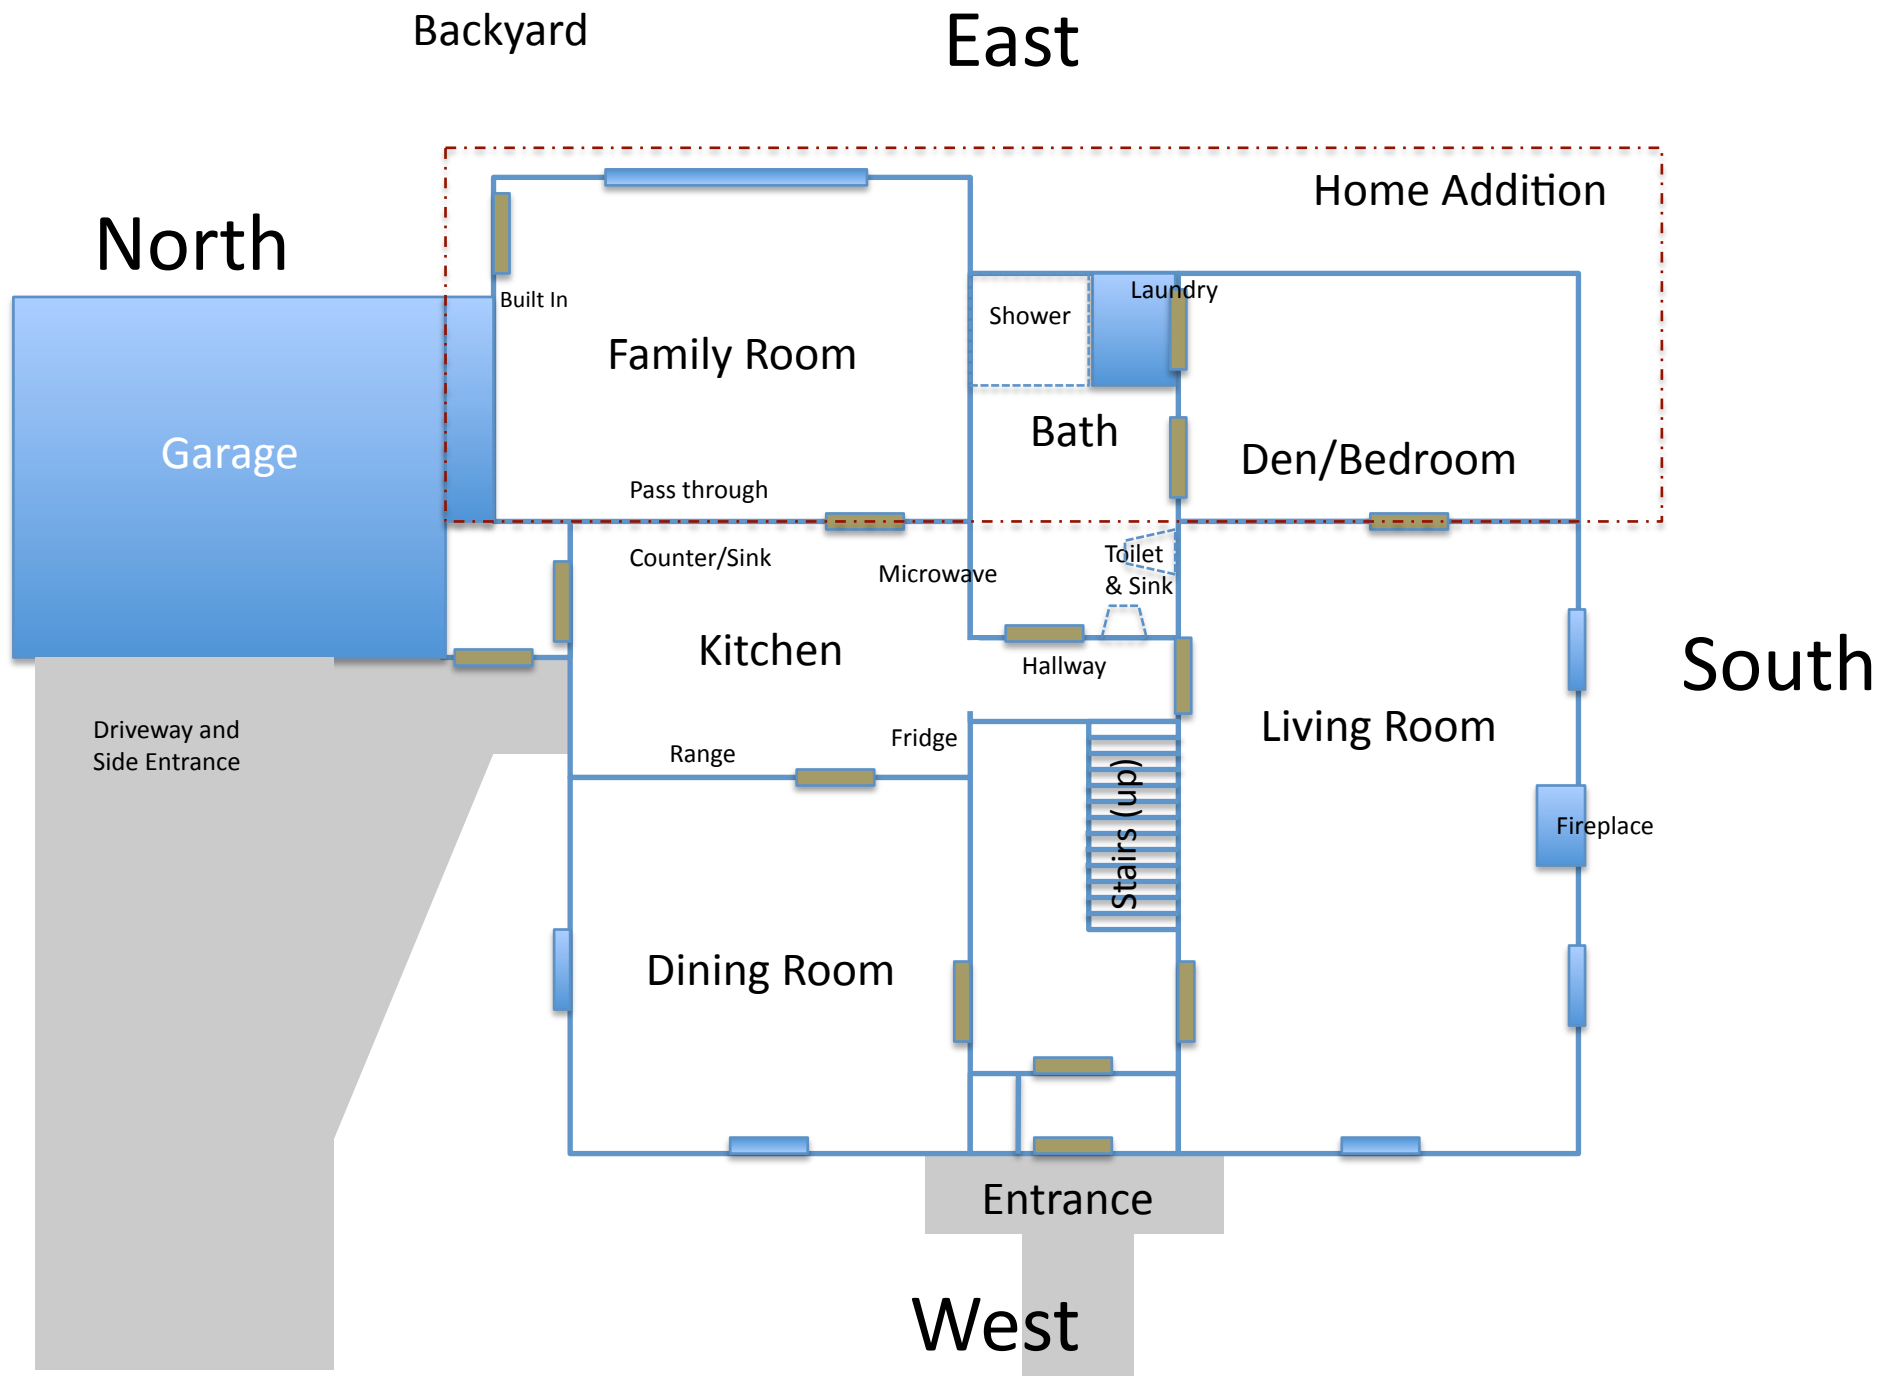 Backyard
East
Home Addition
North
Built In
Laundry
Shower
Family Room
Bath
Garage
Den/Bedroom
Pass through
Counter/Sink
Microwave
Toilet
& Sink
Kitchen
Hallway
South
Driveway and
Side Entrance
Range
Fridge
Living Room
Stairs (up)
Fireplace
Dining Room
Entrance
West